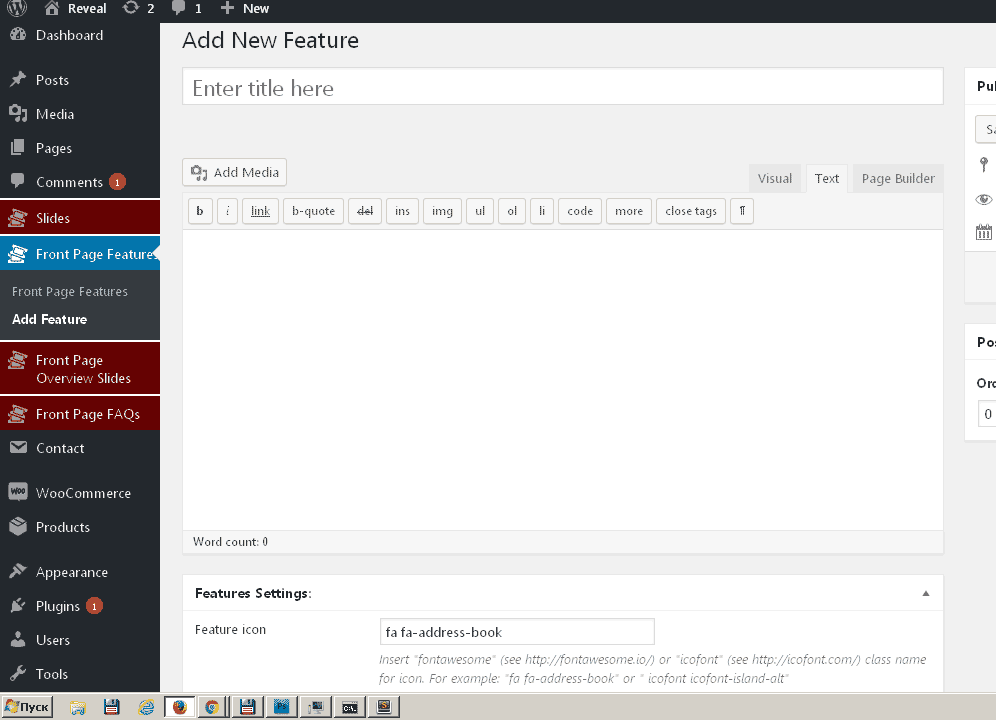 Reveal 2 1 New
Dashboard
Posts
Media
Pages
Comments 1
Slides
Front Page Feature
Front Page Features
Add Feature
Front Page
Overview Slides
Front Page FAQs
Contact
WooCommerce
Products
Appearance
Plugins 1
Users
Tools
Add New Feature
Enter title here
Add Media
Visual Text Page Builder
b i link b-quote del ins img ul ol li code more close tags ¶
Word count: 0
Features Settings:
Feature icon
fa fa-address-book
Insert "fontawesome" (see http://fontawesome.io/) or "icofont" (see http://icofont.com/) class name
for icon. For example: "fa fa-address-book" or " icofont icofont-island-alt"
Pul
Sa
Pos
Ord
0
Пуск